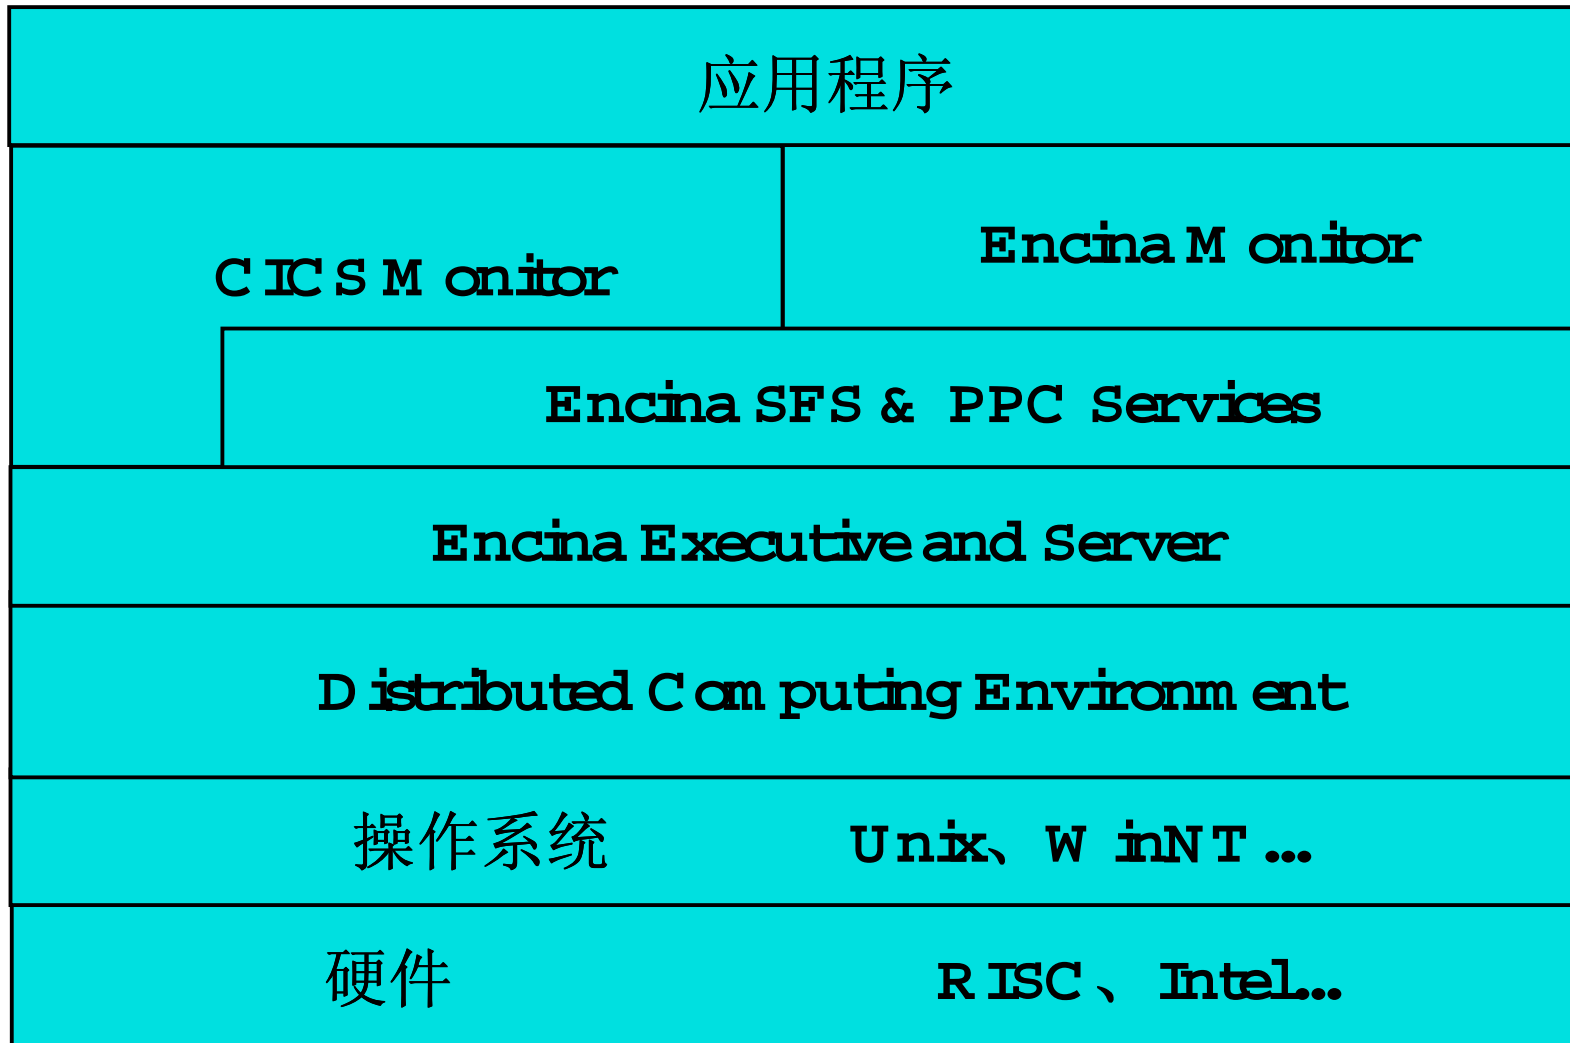 应用程序
CICS Monitor
Encina Monitor
Encina SFS & PPC Services
Encina Executive and Server
Distributed Computing Environment
操作系统 Unix、WinNT...
硬件 RISC、Intel...